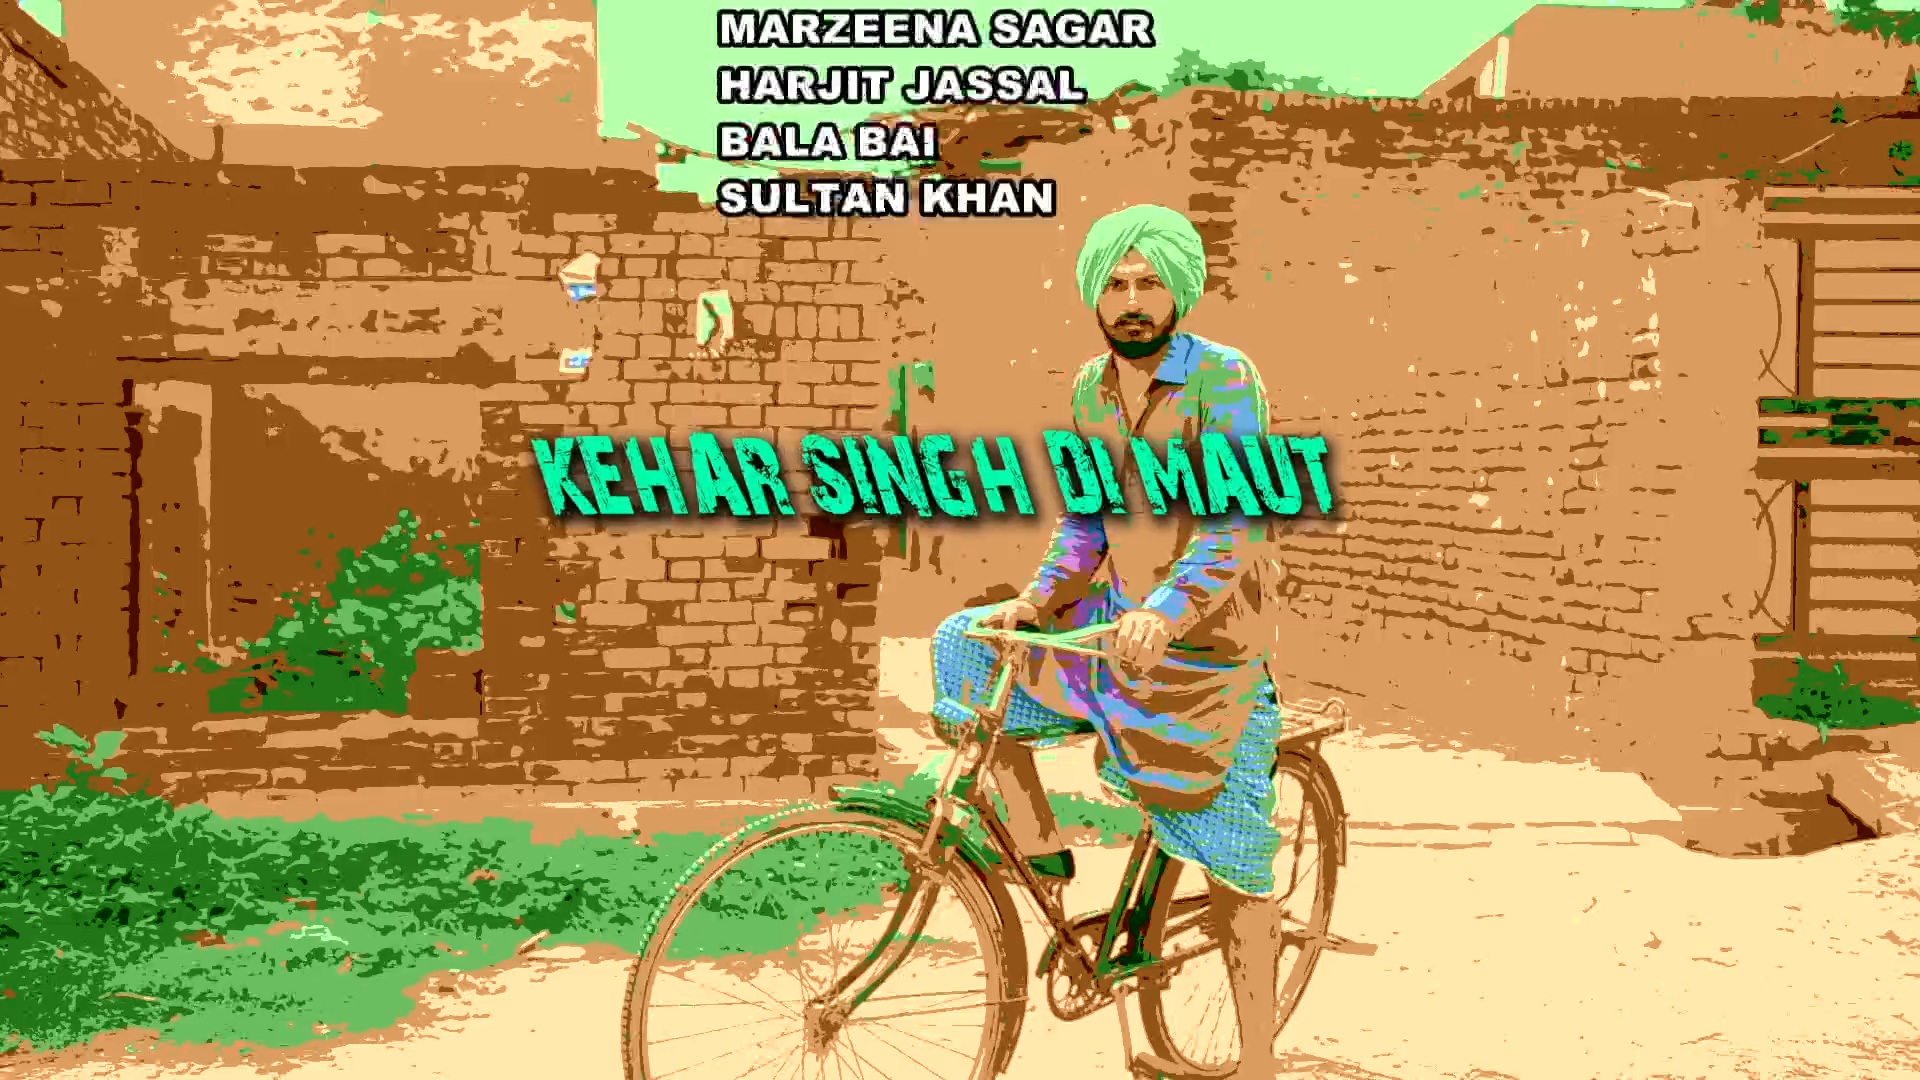 MARZEENA SAGAR
HARJIT JASSAL
BALA BAI
SULTAN KHAN
KEHAR SINGH DI MAUT